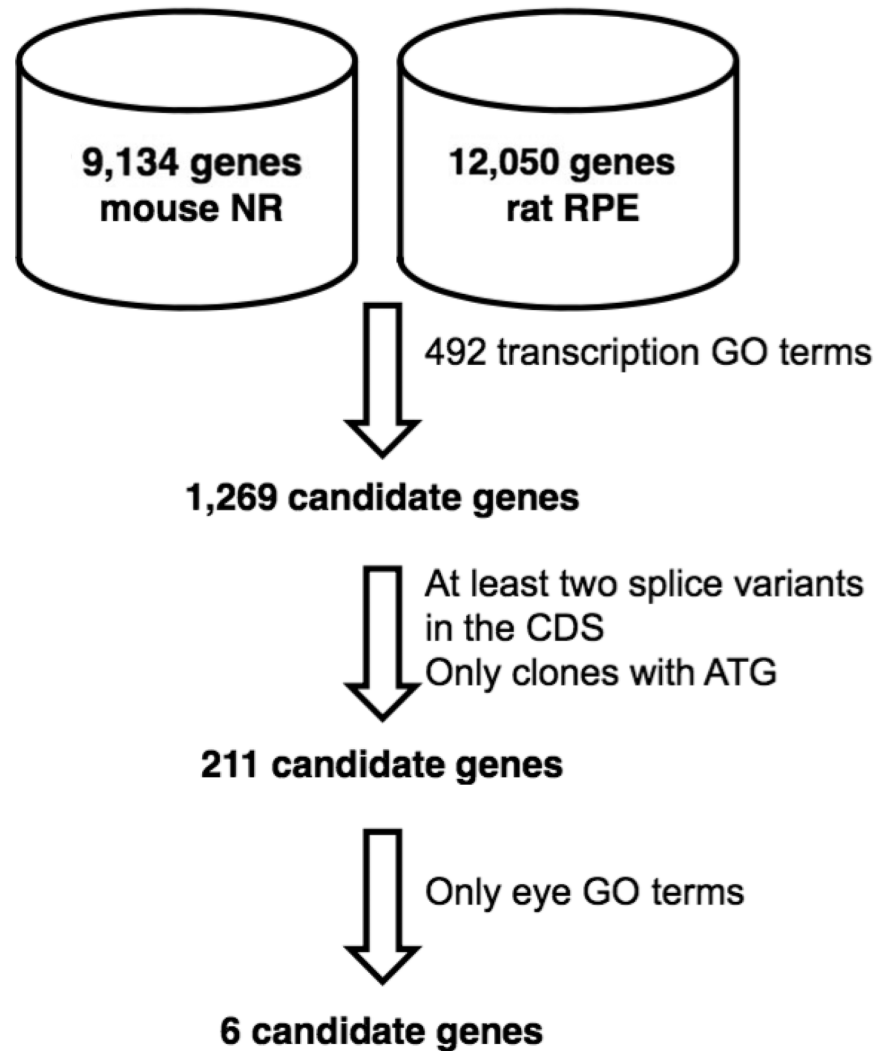 9,134 genes
mouse NR
12,050 genes
rat RPE
492 transcription GO terms
1,269 candidate genes
At least two splice variants
in the CDS
Only clones with ATG
211 candidate genes
Only eye GO terms
6 candidate genes